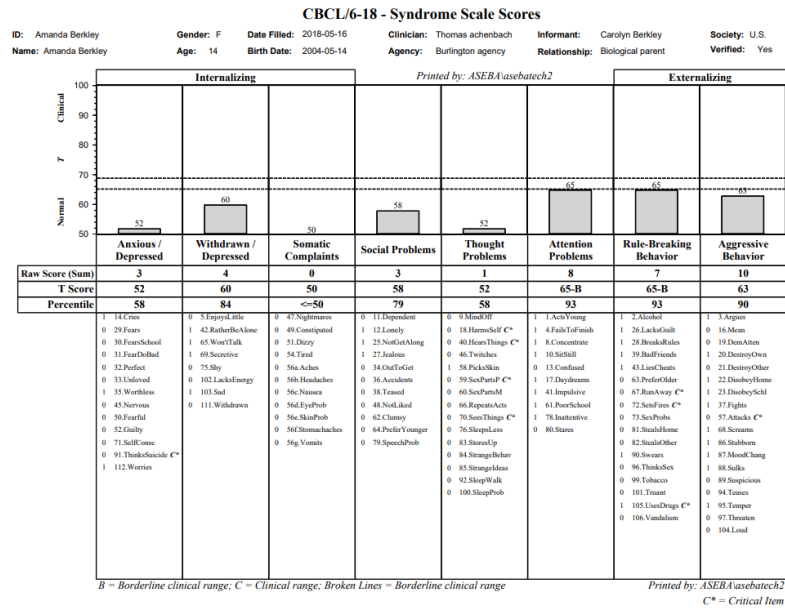 CBCL/6-18 - Syndrome Scale Scores
ID: Amanda Berkley Gender: F Date Filled: 2018-05-16 Clinician: Thomas achenbach Informant: Carolyn Berkley Society: U.S.
Name: Amanda Berkley Age: 14 Birth Date: 2004-05-14 Agency: Burlington agency Relationship: Biological parent Verified: Yes
Internalizing Printed by: ASEBA\asebatech2 Externalizing
100
90
80
70
60
50
Clinical
T
Normal
52 60 50 58 52 65 65 63
Anxious / Depressed
Withdrawn / Depressed
Somatic Complaints
Social Problems
Thought Problems
Attention Problems
Rule-Breaking Behavior
Aggressive Behavior
Raw Score (Sum) 3 4 0 3 1 8 7 10
T Score 52 60 50 58 52 65-B 65-B 63
Percentile 58 84 <=50 79 58 93 93 90
1 14.Cries
0 29.Fears
0 30.FearsSchool
0 31.FearDoBad
0 32.Perfect
0 33.Unloved
1 35.Worthless
0 45.Nervous
0 50.Fearful
0 52.Guilty
0 71.SelfConsc
0 91.ThinksSuicide C*
1 112.Worries
0 5.EnjoysLittle
1 42.RatherBeAlone
1 65.Won'tTalk
1 69.Secretive
0 75.Shy
0 102.LacksEnergy
1 103.Sad
0 111.Withdrawn
0 47.Nightmares
0 49.Constipated
0 51.Dizzy
0 54.Tired
0 56a.Aches
0 56b.Headaches
0 56c.Nausea
0 56d.EyeProb
0 56e.SkinProb
0 56f.Stomachaches
0 56g.Vomits
0 11.Dependent
1 12.Lonely
1 25.NotGetAlong
1 27.Jealous
0 34.OutToGet
0 36.Accidents
0 38.Teased
0 48.NotLiked
0 62.Clumsy
0 64.PreferYounger
0 79.SpeechProb
0 9.MindOff
0 18.HarmsSelf C*
0 40.HearsThings C*
0 46.Twitches
1 58.PicksSkin
0 59.SexPartsP C*
0 60.SexPartsM
0 66.RepeatsActs
0 70.SeesThings C*
0 76.SleepsLess
0 83.StoresUp
0 84.StrangeBehav
0 85.StrangeIdeas
0 92.SleepWalk
0 100.SleepProb
1 1.ActsYoung
1 4.FailsToFinish
1 8.Concentrate
1 10.SitStill
0 13.Confused
1 17.Daydreams
1 41.Impulsive
1 61.PoorSchool
1 78.Inattentive
0 80.Stares
1 2.Alcohol
1 26.LacksGuilt
1 28.BreaksRules
1 39.BadFriends
1 43.LiesCheats
0 63.PreferOlder
0 67.RunAway C*
0 72.SetsFires C*
0 73.SexProbs
0 81.StealsHome
0 82.StealsOther
1 90.Swears
0 96.ThinksSex
0 99.Tobacco
0 101.Truant
1 105.UsesDrugs C*
0 106.Vandalism
1 3.Argues
0 16.Mean
0 19.DemAtten
1 20.DestroyOwn
0 21.DestroyOther
1 22.DisobeyHome
1 23.DisobeySchl
1 37.Fights
0 57.Attacks C*
1 68.Screams
1 86.Stubborn
1 87.MoodChang
1 88.Sulks
0 89.Suspicious
0 94.Teases
1 95.Temper
0 97.Threaten
0 104.Loud
B = Borderline clinical range; C = Clinical range; Broken Lines = Borderline clinical range Printed by: ASEBA\asebatech2
C* = Critical Item